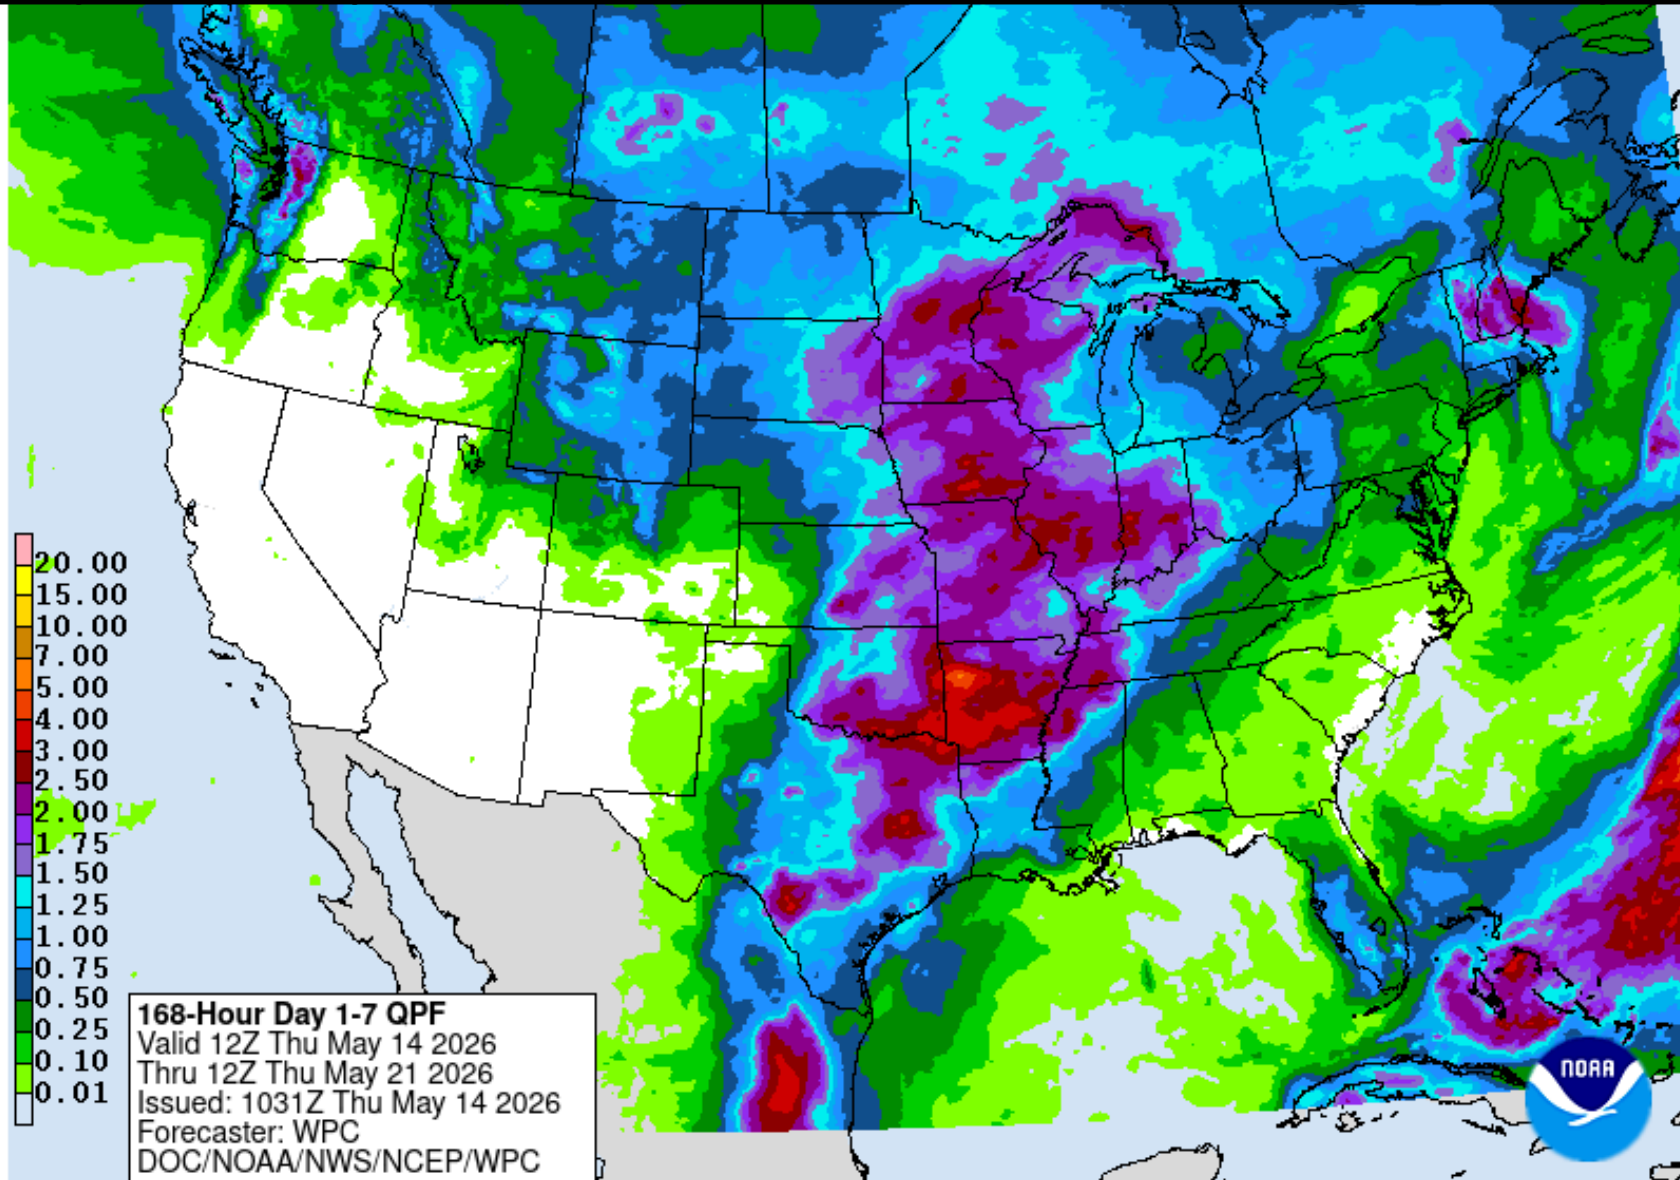 20.00
15.00
10.00
7.00
5.00
4.00
3.00
2.50
2.00
1.75
1.50
1.25
1.00
0.75
0.50
0.25
0.10
0.01
168-Hour Day 1-7 QPF
Valid 12Z Thu May 14 2026
Thru 12Z Thu May 21 2026
Issued: 1031Z Thu May 14 2026
Forecaster: WPC
DOC/NOAA/NWS/NCEP/WPC
NOAA